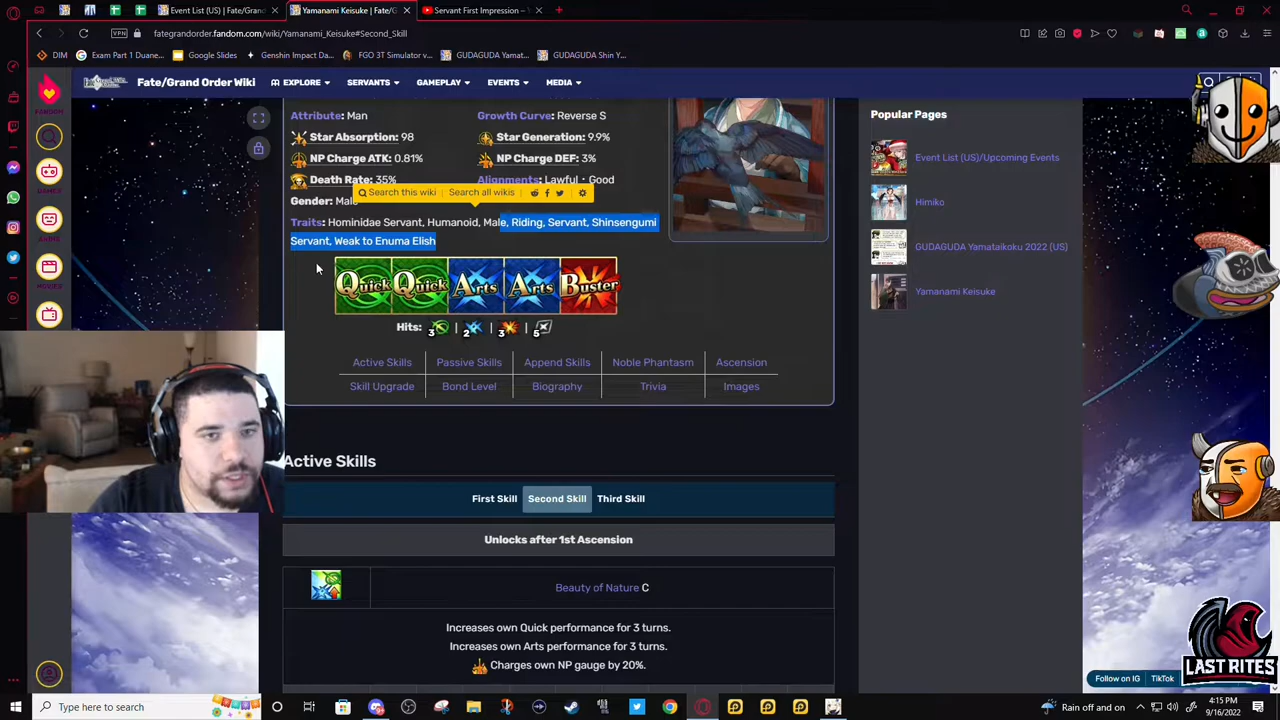 Event List (US) | Fate/Grand
Yamanami Keisuke | Fate/G
Servant First Impression – Y
VPN
fategrandorder.fandom.com/wiki/Yamanami_Keisuke#Second_Skill
DIM
Exam Part 1 Duane...
Google Slides
Genshin Impact Da...
FGO 3T Simulator v...
GUDAGUDA Yamat...
GUDAGUDA Shin Y...
Fate/Grand Order Wiki
EXPLORE
SERVANTS
GAMEPLAY
EVENTS
MEDIA
FANDOM
GAMES
ANIME
MOVIES
TV
Attribute: Man
Growth Curve: Reverse S
Star Absorption: 98
Star Generation: 9.9%
NP Charge ATK: 0.81%
NP Charge DEF: 3%
Death Rate: 35%
Alignments: Lawful · Good
Search this wiki
Search all wikis
Gender: Male
Traits: Hominidae Servant, Humanoid, Male, Riding, Servant, Shinsengumi
Servant, Weak to Enuma Elish
Quick
Quick
Arts
Arts
Buster
Hits: 3 | 2 | 3 | 5
Active Skills
Passive Skills
Append Skills
Noble Phantasm
Ascension
Skill Upgrade
Bond Level
Biography
Trivia
Images
Active Skills
First Skill
Second Skill
Third Skill
Unlocks after 1st Ascension
Beauty of Nature C
Increases own Quick performance for 3 turns.
Increases own Arts performance for 3 turns.
Charges own NP gauge by 20%.
Popular Pages
Event List (US)/Upcoming Events
Himiko
GUDAGUDA Yamataikoku 2022 (US)
Yamanami Keisuke
LAST RITES
Follow on IG
TikTok
Type here to search
Rain off and on
4:15 PM
9/16/2022